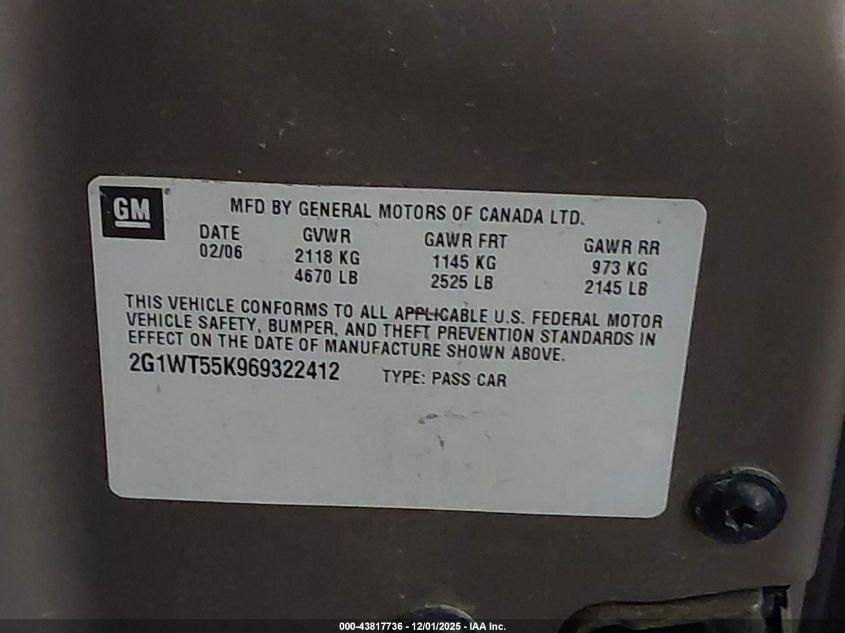 GM
MFD BY GENERAL MOTORS OF CANADA LTD.
DATE GVWR GAWR FRT GAWR RR
02/06 2118 KG 1145 KG 973 KG
4670 LB 2525 LB 2145 LB
THIS VEHICLE CONFORMS TO ALL APPLICABLE U.S. FEDERAL MOTOR
VEHICLE SAFETY, BUMPER, AND THEFT PREVENTION STANDARDS IN
EFFECT ON THE DATE OF MANUFACTURE SHOWN ABOVE.
2G1WT55K969322412 TYPE: PASS CAR
000-43817736 - 12/01/2025 - IAA Inc.